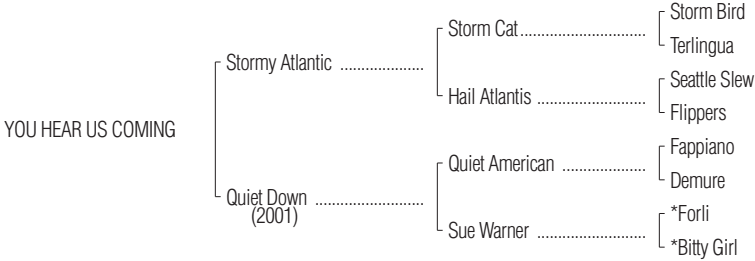 Storm Bird
Storm Cat..............................
Terlingua
Stormy Atlantic ....................
Seattle Slew
Hail Atlantis ..........................
Flippers
YOU HEAR US COMING
Fappiano
Quiet American ....................
Demure
Quiet Down ..........................
(2001)
*Forli
Sue Warner ..........................
*Bitty Girl